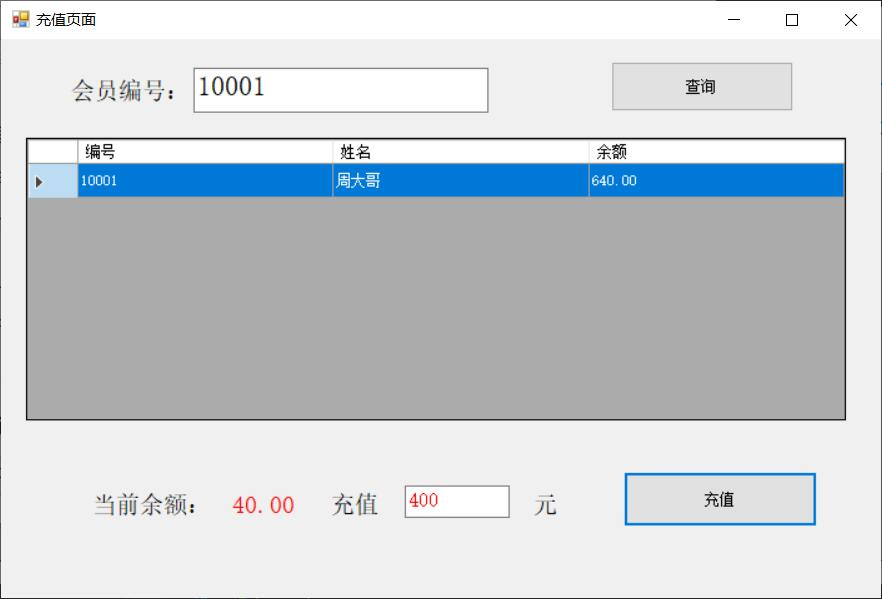 充值页面
会员编号： 10001 查询
编号 姓名 余额
10001 周大哥 640.00
当前余额： 40.00 充值 400 元 充值